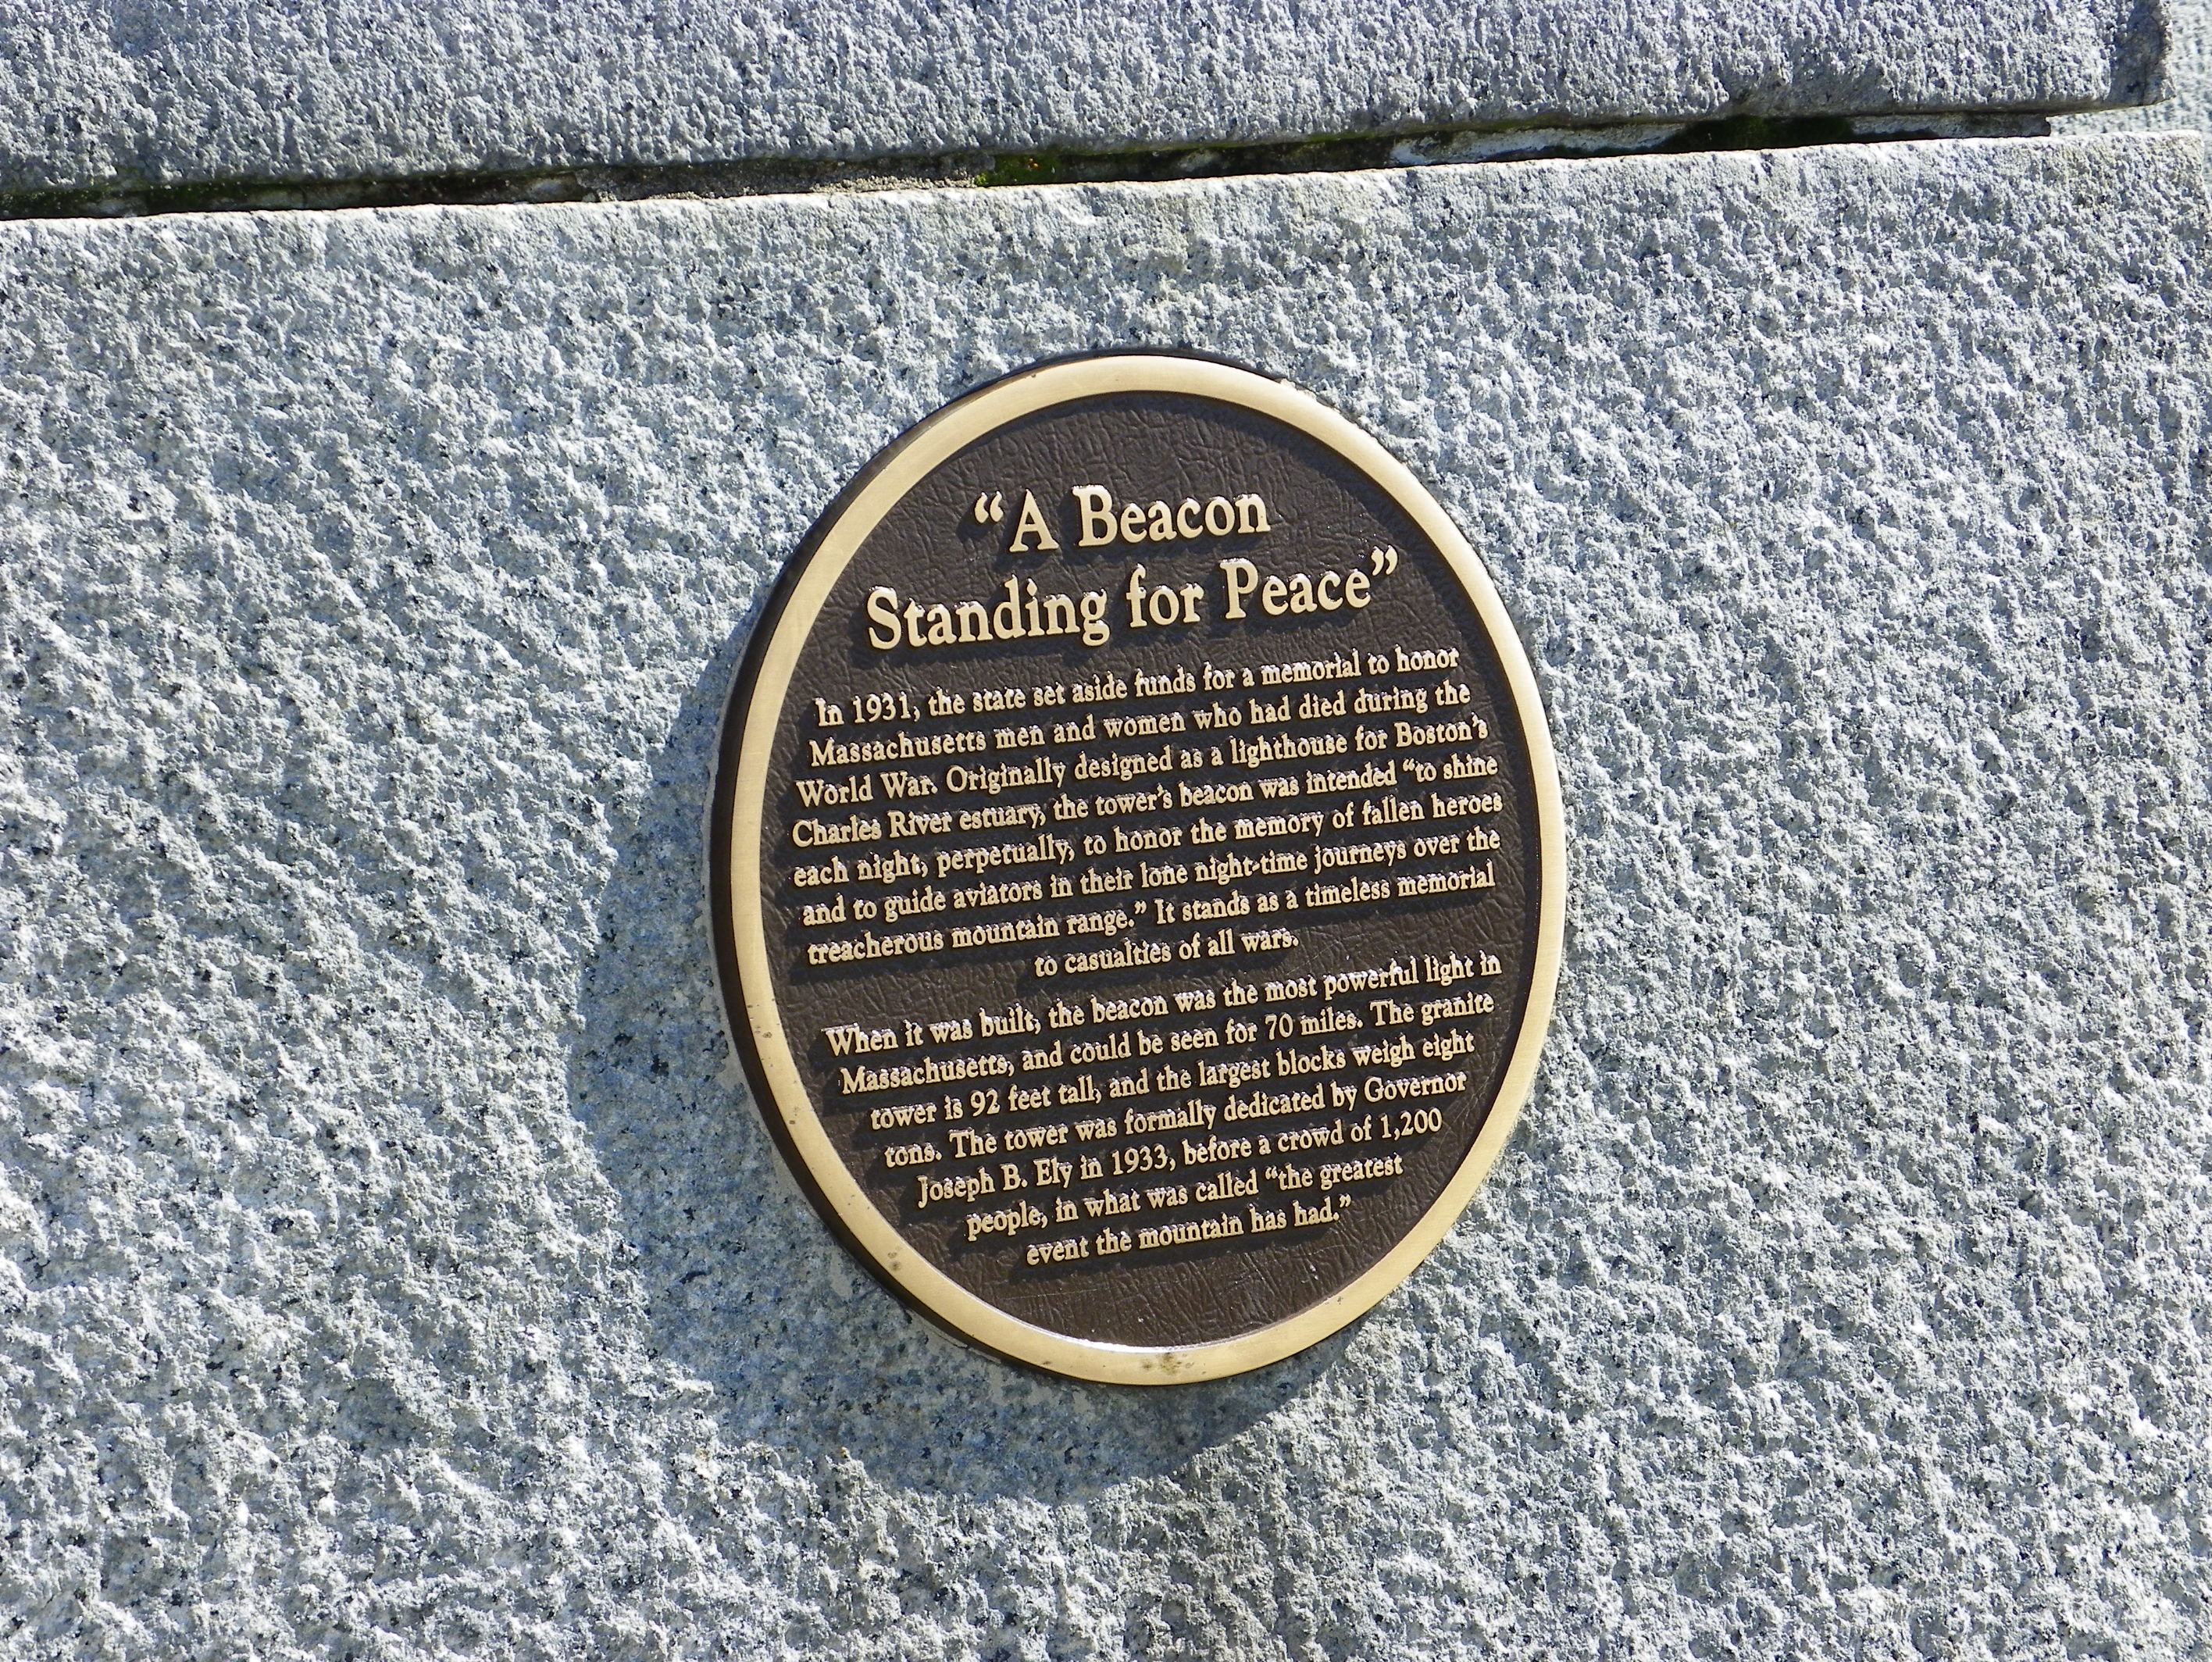 “A Beacon
Standing for Peace”
In 1931, the state set aside funds for a memorial to honor
Massachusetts men and women who had died during the
World War. Originally designed as a lighthouse for Boston’s
Charles River estuary, the tower’s beacon was intended “to shine
each night, perpetually, to honor the memory of fallen heroes
and to guide aviators in their lone night-time journeys over the
treacherous mountain range.” It stands as a timeless memorial
to casualties of all wars.
When it was built, the beacon was the most powerful light in
Massachusetts, and could be seen for 70 miles. The granite
tower is 92 feet tall, and the largest blocks weigh eight
tons. The tower was formally dedicated by Governor
Joseph B. Ely in 1933, before a crowd of 1,200
people, in what was called “the greatest
event the mountain has had.”